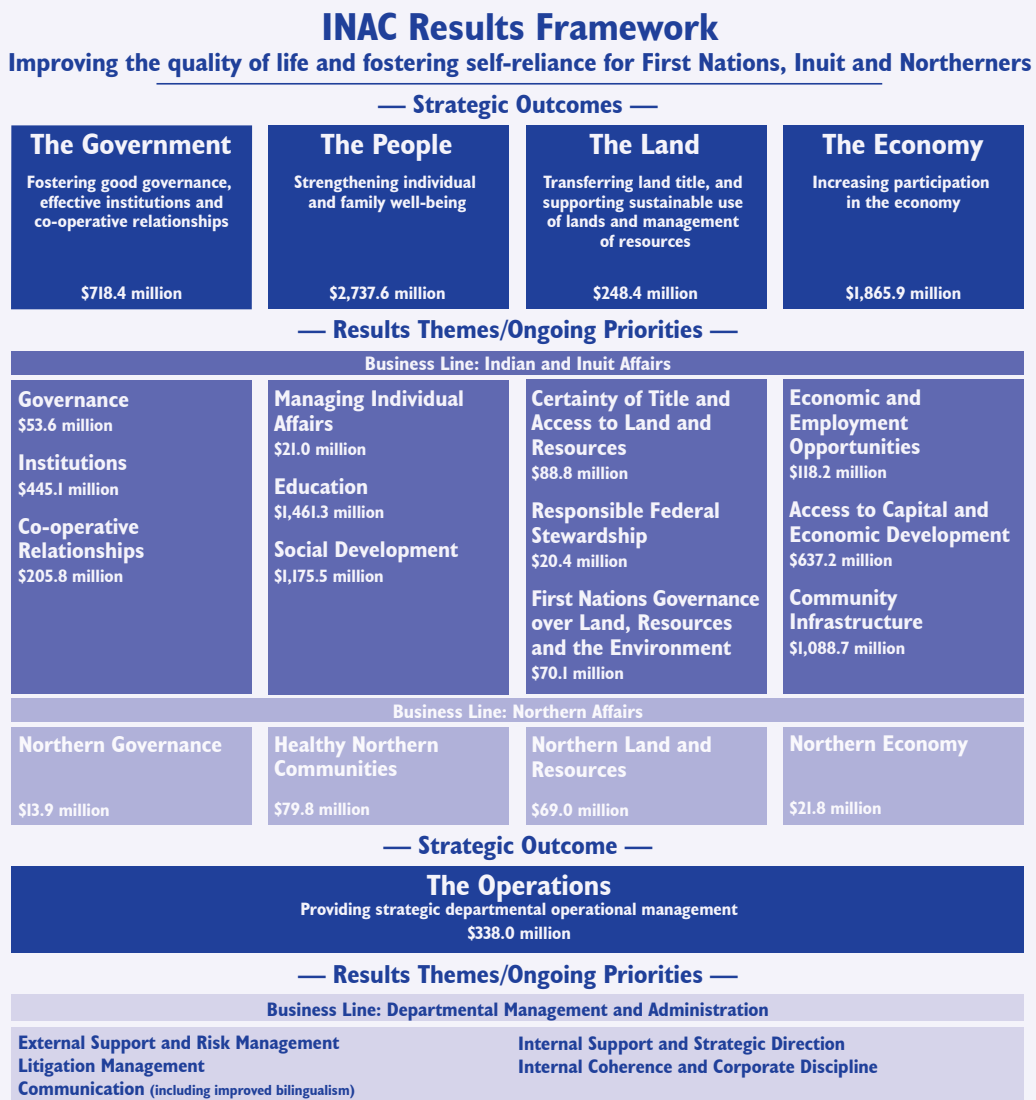 INAC Results Framework
Improving the quality of life and fostering self-reliance for First Nations, Inuit and Northerners
— Strategic Outcomes —
The Government
Fostering good governance,
effective institutions and
co-operative relationships
$718.4 million
The People
Strengthening individual
and family well-being
$2,737.6 million
The Land
Transferring land title, and
supporting sustainable use
of lands and management
of resources
$248.4 million
The Economy
Increasing participation
in the economy
$1,865.9 million
— Results Themes/Ongoing Priorities —
Business Line: Indian and Inuit Affairs
Governance
$53.6 million
Institutions
$445.1 million
Co-operative
Relationships
$205.8 million
Managing Individual
Affairs
$21.0 million
Education
$1,461.3 million
Social Development
$1,175.5 million
Certainty of Title and
Access to Land and
Resources
$88.8 million
Responsible Federal
Stewardship
$20.4 million
First Nations Governance
over Land, Resources
and the Environment
$70.1 million
Economic and
Employment
Opportunities
$118.2 million
Access to Capital and
Economic Development
$637.2 million
Community
Infrastructure
$1,088.7 million
Business Line: Northern Affairs
Northern Governance
$13.9 million
Healthy Northern
Communities
$79.8 million
Northern Land and
Resources
$69.0 million
Northern Economy
$21.8 million
— Strategic Outcome —
The Operations
Providing strategic departmental operational management
$338.0 million
— Results Themes/Ongoing Priorities —
Business Line: Departmental Management and Administration
External Support and Risk Management
Litigation Management
Communication (including improved bilingualism)
Internal Support and Strategic Direction
Internal Coherence and Corporate Discipline